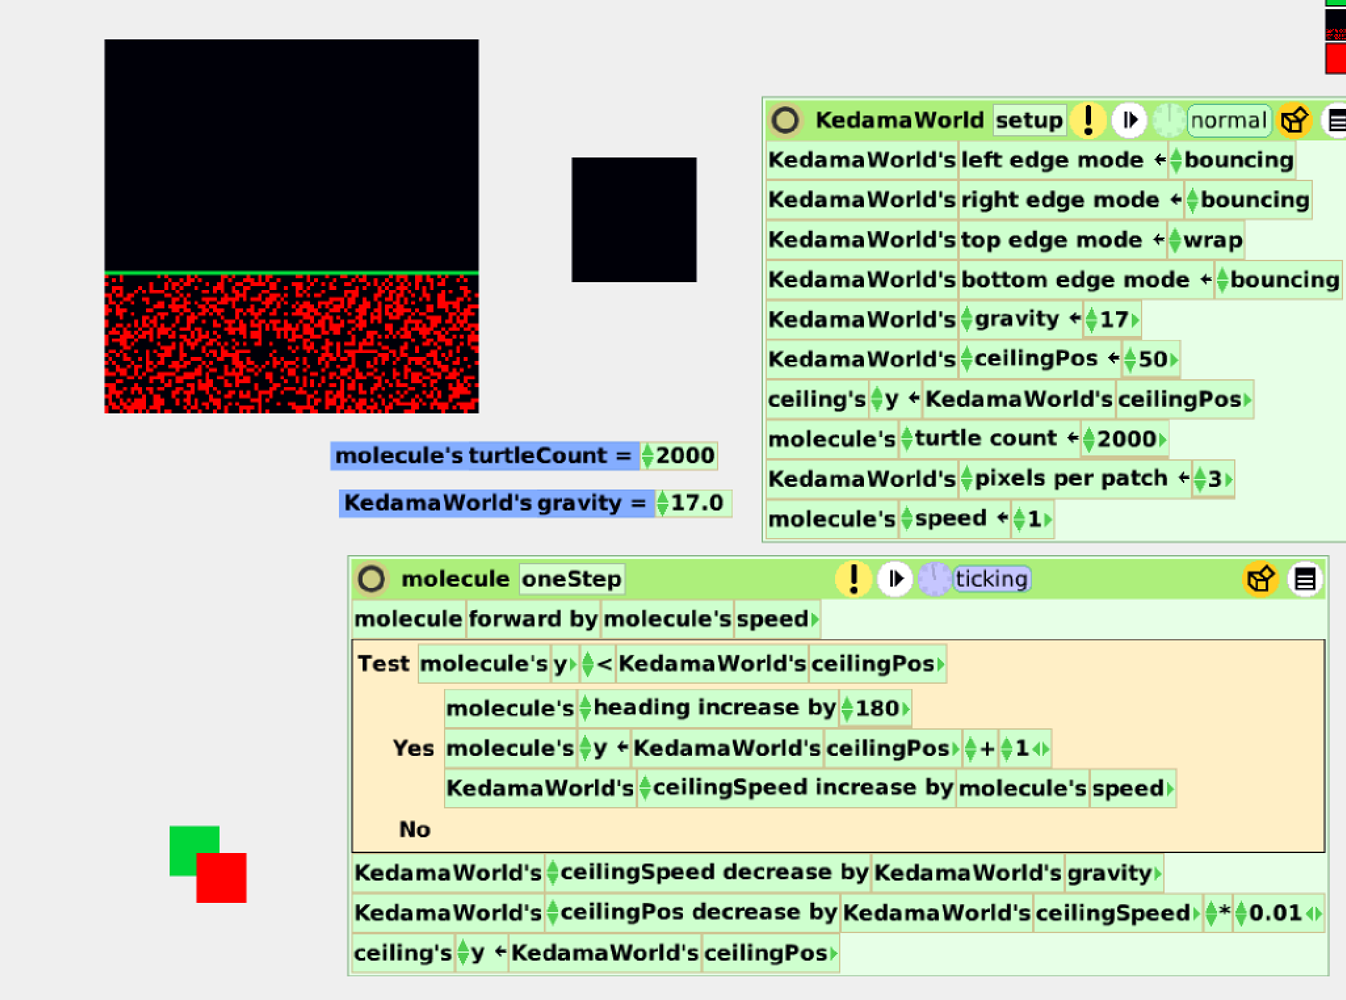 KedamaWorld setup ! normal
KedamaWorld's left edge mode ← bouncing
KedamaWorld's right edge mode ← bouncing
KedamaWorld's top edge mode ← wrap
KedamaWorld's bottom edge mode ← bouncing
KedamaWorld's gravity ← 17
KedamaWorld's ceilingPos ← 50
ceiling's y ← KedamaWorld's ceilingPos
molecule's turtle count ← 2000
KedamaWorld's pixels per patch ← 3
molecule's speed ← 1
molecule's turtleCount = 2000
KedamaWorld's gravity = 17.0
molecule oneStep ! ticking
molecule forward by molecule's speed
Test molecule's y < KedamaWorld's ceilingPos
molecule's heading increase by 180
Yes molecule's y ← KedamaWorld's ceilingPos + 1
KedamaWorld's ceilingSpeed increase by molecule's speed
No
KedamaWorld's ceilingSpeed decrease by KedamaWorld's gravity
KedamaWorld's ceilingPos decrease by KedamaWorld's ceilingSpeed * 0.01
ceiling's y ← KedamaWorld's ceilingPos